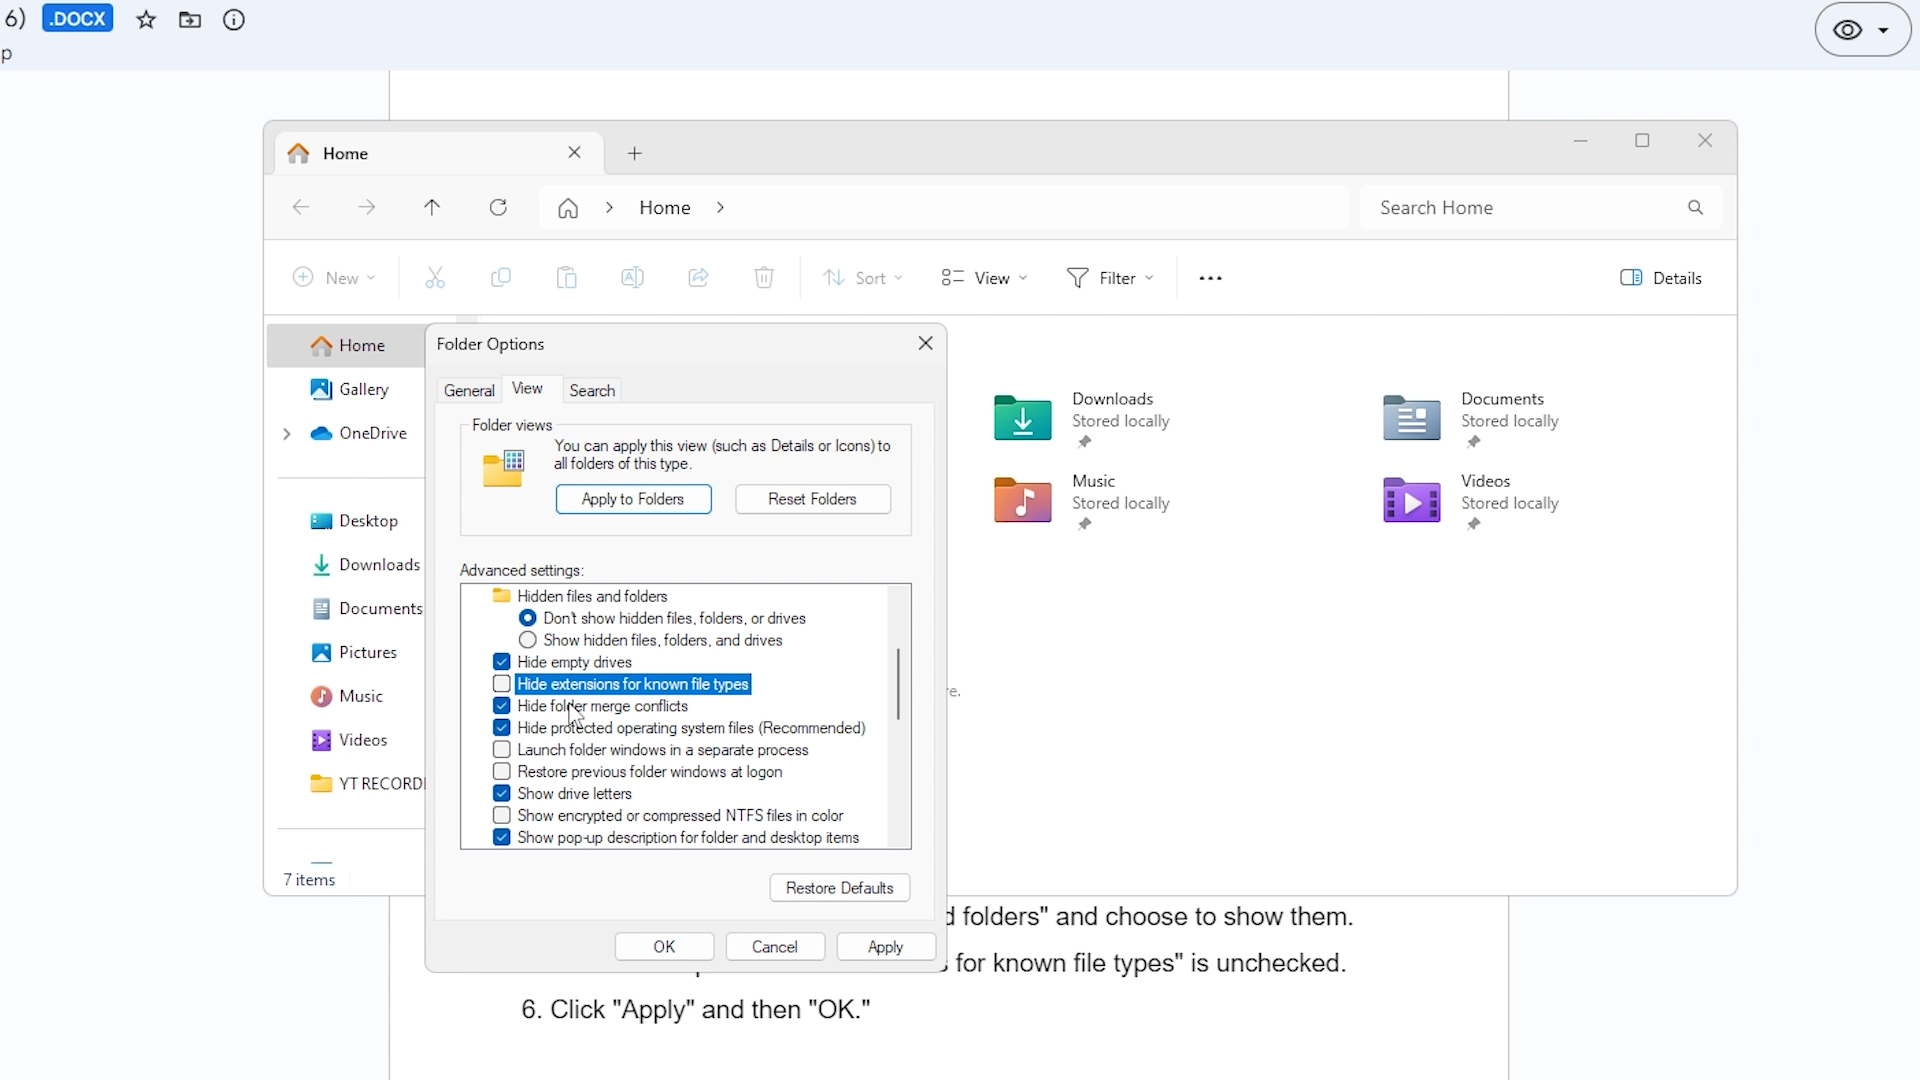 6) .DOCX
p
Home
Home
Search Home
New
Sort
View
Filter
Details
Home
Gallery
OneDrive
Desktop
Downloads
Documents
Pictures
Music
Videos
YT RECORD
7 items
Folder Options
General View Search
Folder views
You can apply this view (such as Details or Icons) to
all folders of this type.
Apply to Folders Reset Folders
Advanced settings:
Hidden files and folders
Don't show hidden files, folders, or drives
Show hidden files, folders, and drives
Hide empty drives
Hide extensions for known file types
Hide folder merge conflicts
Hide protected operating system files (Recommended)
Launch folder windows in a separate process
Restore previous folder windows at logon
Show drive letters
Show encrypted or compressed NTFS files in color
Show pop-up description for folder and desktop items
Restore Defaults
OK Cancel Apply
Downloads
Stored locally
Documents
Stored locally
Music
Stored locally
Videos
Stored locally
re.
d folders" and choose to show them.
for known file types" is unchecked.
6. Click "Apply" and then "OK."